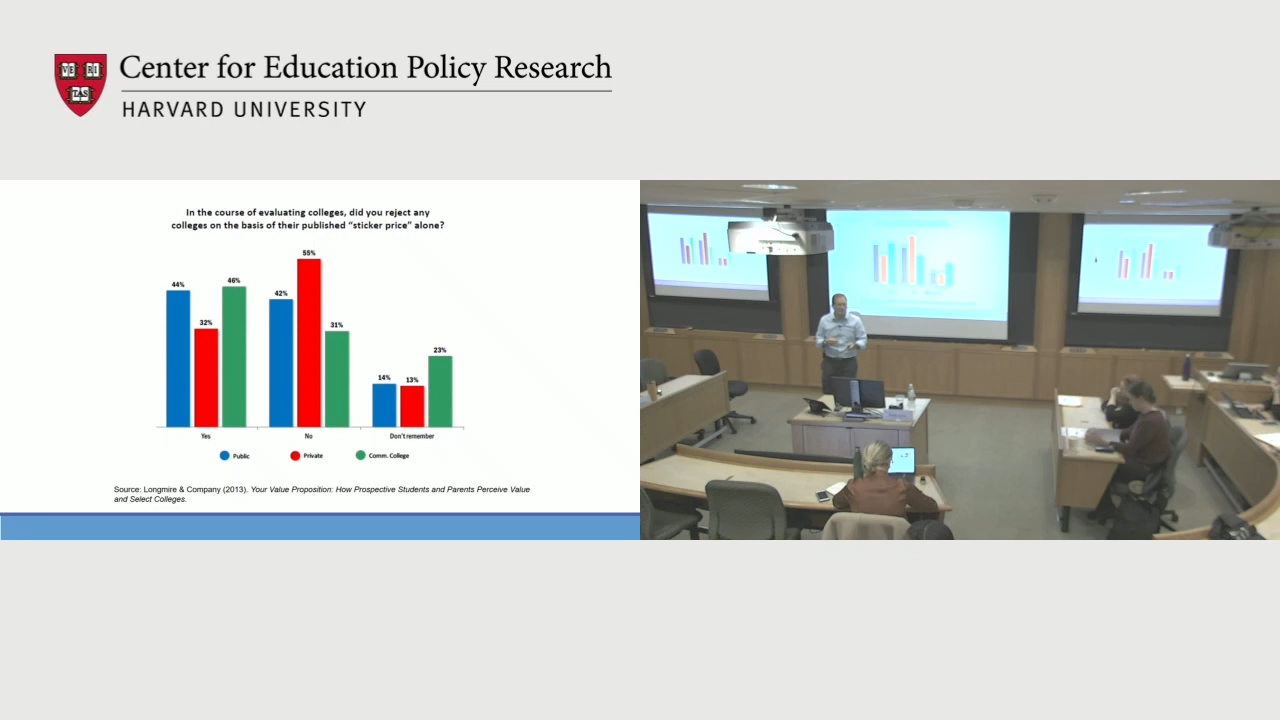 VE RI
TAS
Center for Education Policy Research
HARVARD UNIVERSITY
In the course of evaluating colleges, did you reject any
colleges on the basis of their published “sticker price” alone?
44%
32%
46%
42%
55%
31%
14%
13%
23%
Yes
No
Don't remember
Public
Private
Comm. College
Source: Longmire & Company (2013). Your Value Proposition: How Prospective Students and Parents Perceive Value
and Select Colleges.